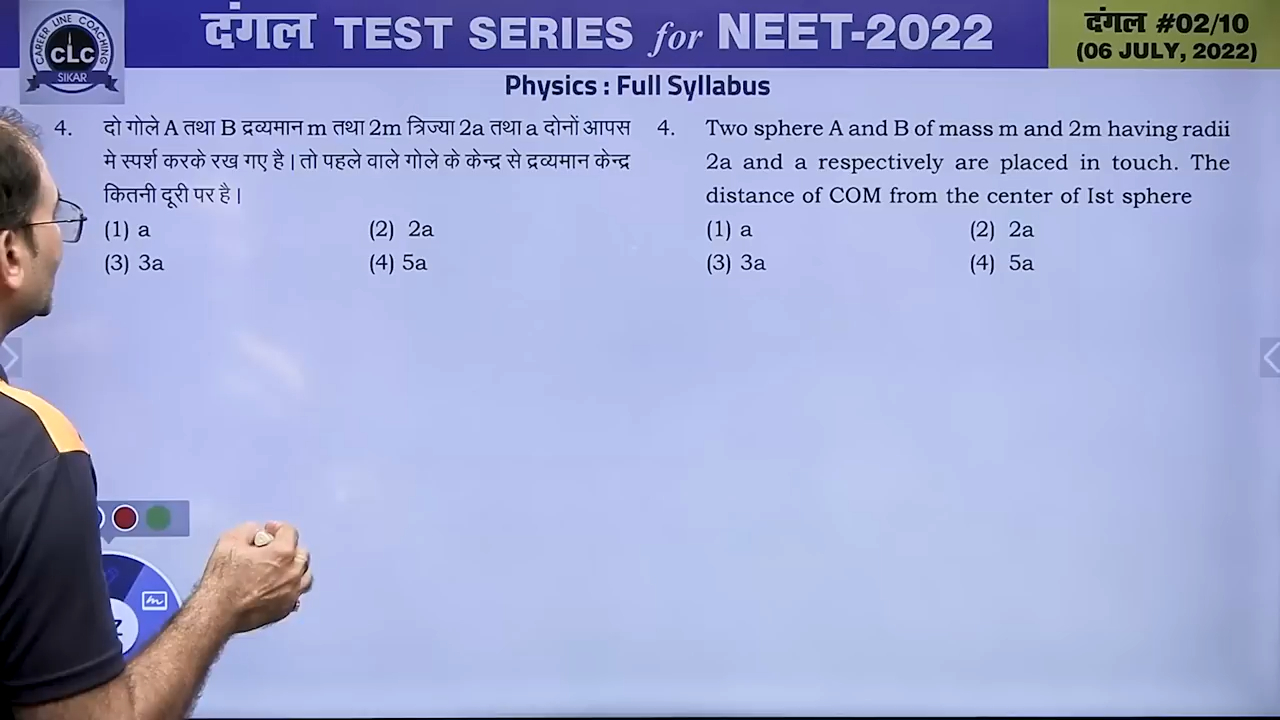 दंगल TEST SERIES for NEET-2022
दंगल #02/10
(06 JULY, 2022)
CAREER LINE COACHING
CLC
SIKAR
Physics : Full Syllabus
4. दो गोले A तथा B द्रव्यमान m तथा 2m त्रिज्या 2a तथा a दोनों आपस
मे स्पर्श करके रख गए है। तो पहले वाले गोले के केन्द्र से द्रव्यमान केन्द्र
कितनी दूरी पर है।
(1) a (2) 2a
(3) 3a (4) 5a
4. Two sphere A and B of mass m and 2m having radii
2a and a respectively are placed in touch. The
distance of COM from the center of Ist sphere
(1) a (2) 2a
(3) 3a (4) 5a